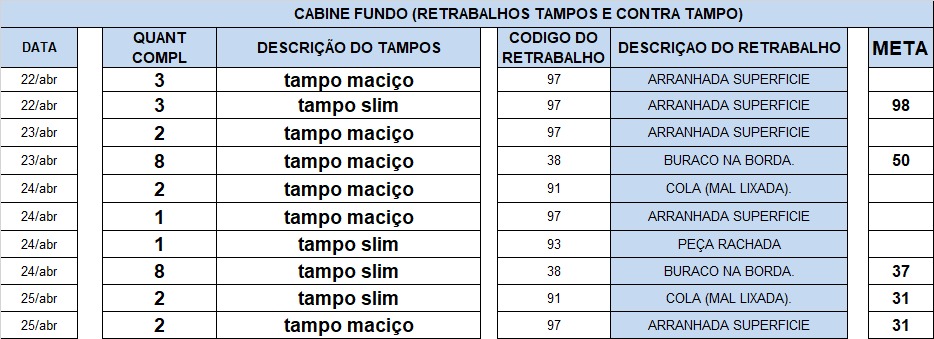 CABINE FUNDO (RETRABALHOS TAMPOS E CONTRA TAMPO)
DATA QUANT COMPL DESCRIÇÃO DO TAMPOS CODIGO DO RETRABALHO DESCRIÇAO DO RETRABALHO META
22/abr 3 tampo maciço 97 ARRANHADA SUPERFICIE
22/abr 3 tampo slim 97 ARRANHADA SUPERFICIE 98
23/abr 2 tampo maciço 97 ARRANHADA SUPERFICIE
23/abr 8 tampo maciço 38 BURACO NA BORDA. 50
24/abr 2 tampo maciço 91 COLA (MAL LIXADA).
24/abr 1 tampo maciço 97 ARRANHADA SUPERFICIE
24/abr 1 tampo slim 93 PEÇA RACHADA
24/abr 8 tampo slim 38 BURACO NA BORDA. 37
25/abr 2 tampo slim 91 COLA (MAL LIXADA). 31
25/abr 2 tampo maciço 97 ARRANHADA SUPERFICIE 31